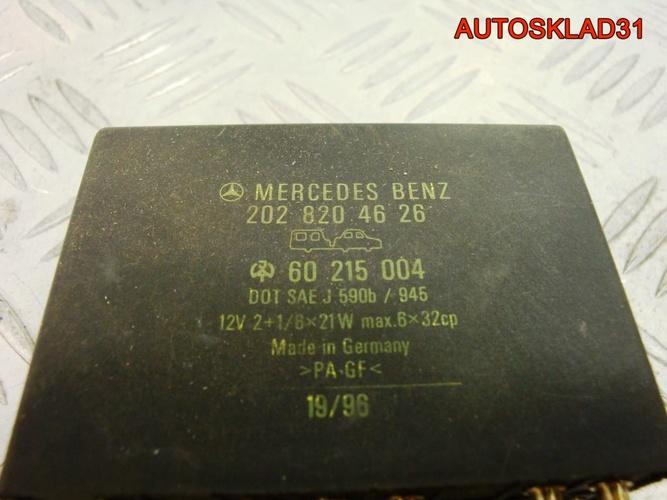 AUTOSKLAD31
MERCEDES BENZ
202 820 46 26
60 215 004
DOT SAE J 590b / 945
12V 2+1/6×21W max.6×32cp
Made in Germany
>PA-GF<
19/96